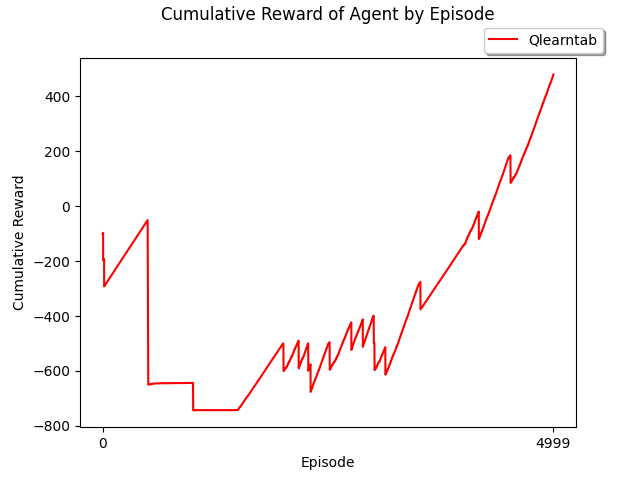 Cumulative Reward of Agent by Episode
Qlearntab
400
200
0
−200
−400
−600
−800
Cumulative Reward
0
4999
Episode